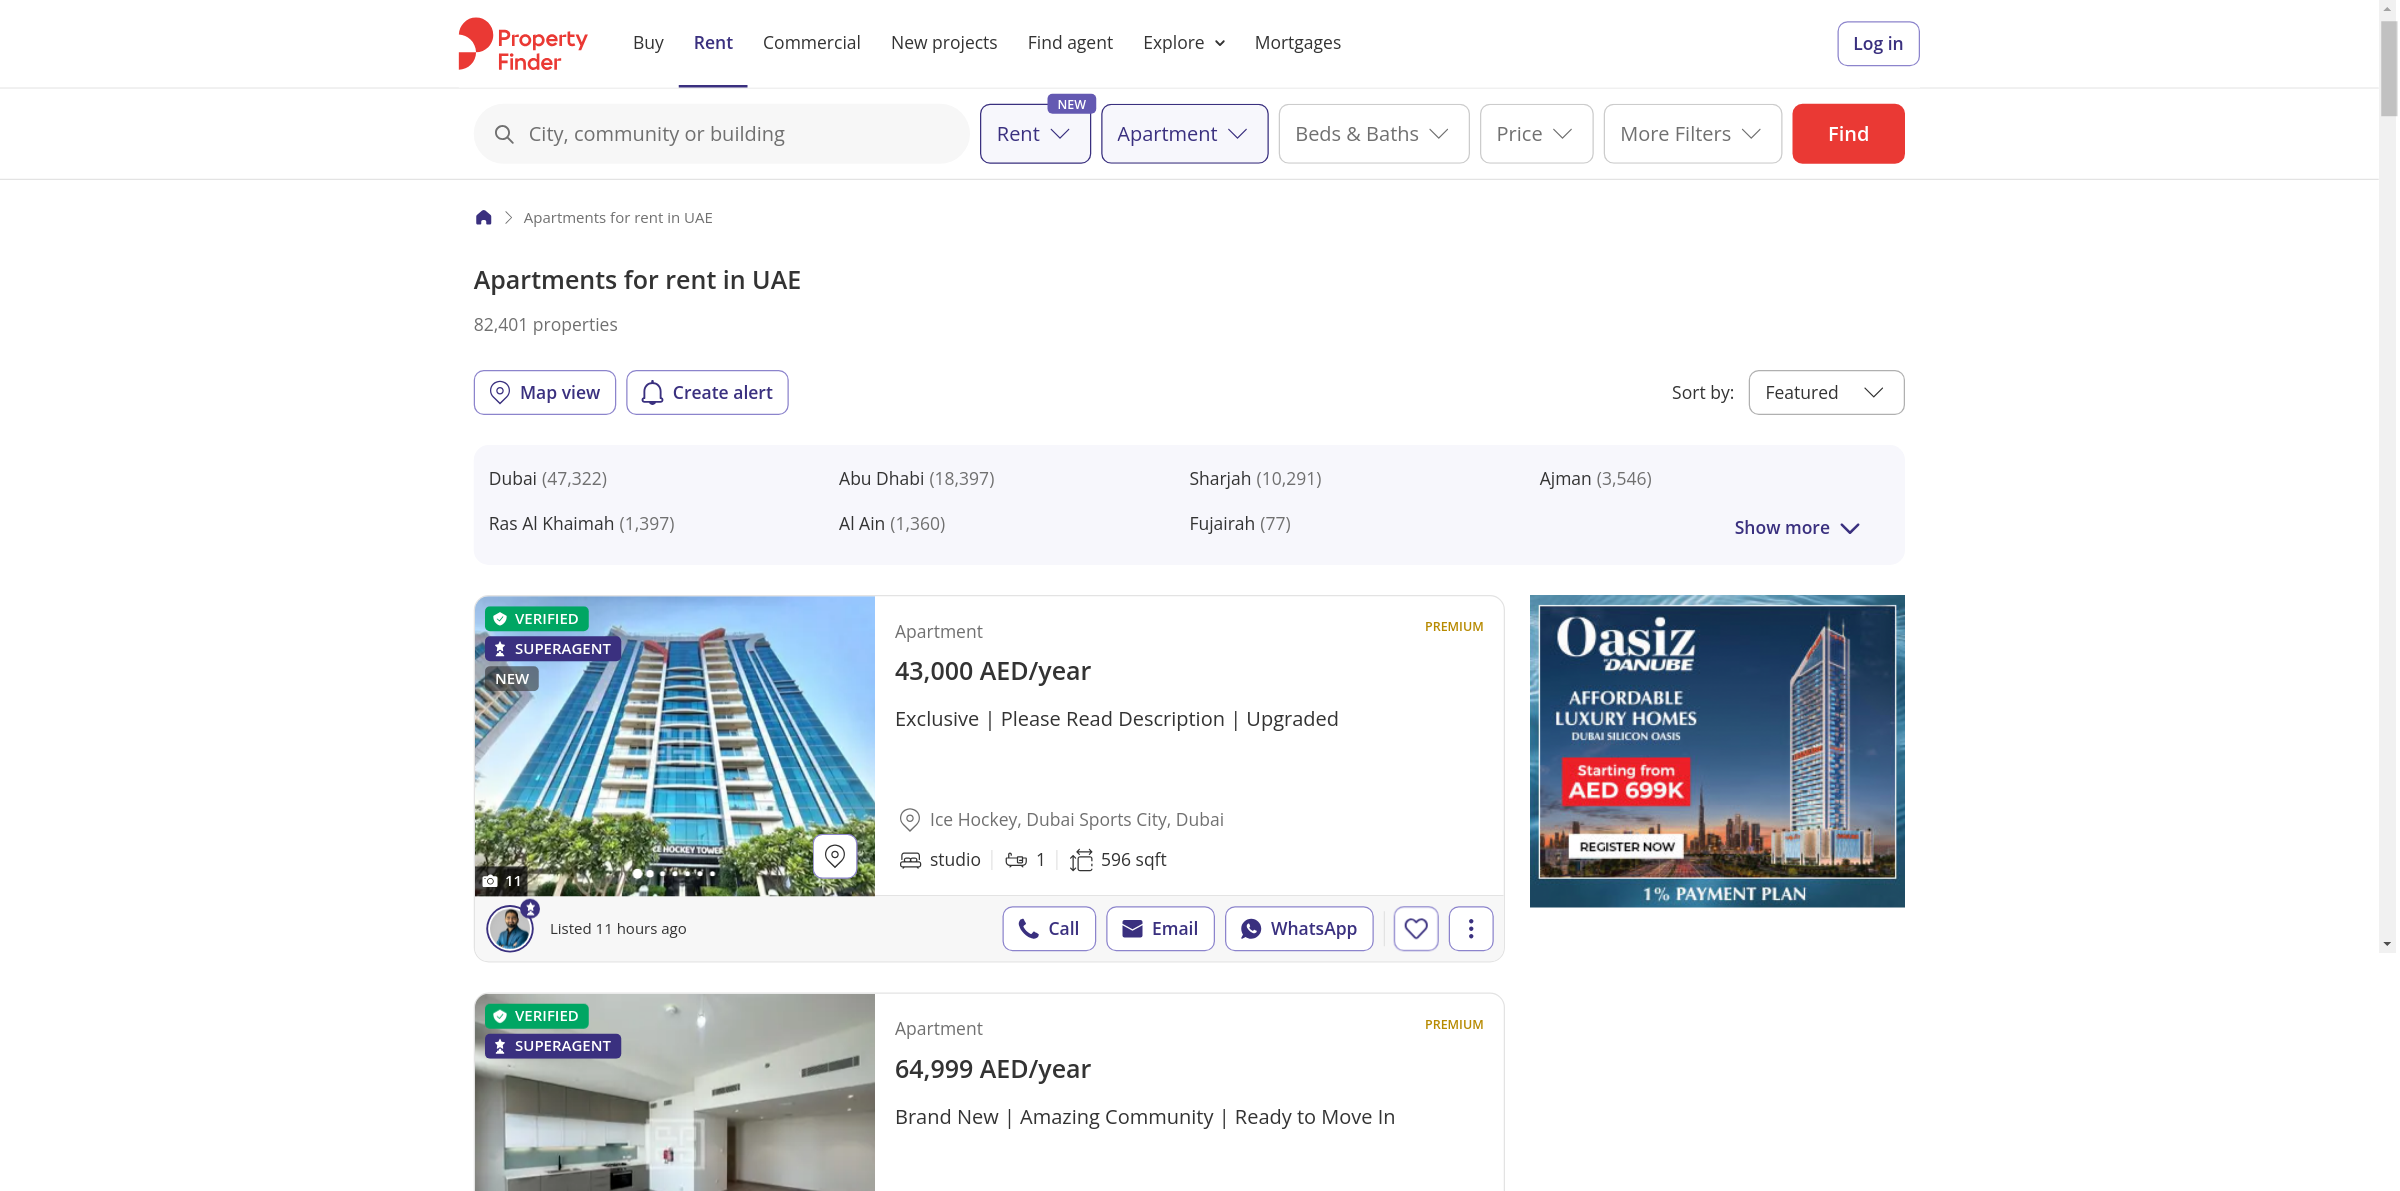 Property
Finder
Buy
Rent
Commercial
New projects
Find agent
Explore
Mortgages
Log in
City, community or building
NEW
Rent
Apartment
Beds & Baths
Price
More Filters
Find
Apartments for rent in UAE
Apartments for rent in UAE
82,401 properties
Map view
Create alert
Sort by:
Featured
Dubai (47,322)
Abu Dhabi (18,397)
Sharjah (10,291)
Ajman (3,546)
Ras Al Khaimah (1,397)
Al Ain (1,360)
Fujairah (77)
Show more
VERIFIED
SUPERAGENT
NEW
ICE HOCKEY TOWER
11
Apartment
PREMIUM
43,000 AED/year
Exclusive | Please Read Description | Upgraded
Ice Hockey, Dubai Sports City, Dubai
studio
1
596 sqft
Listed 11 hours ago
Call
Email
WhatsApp
Oasiz
BY DANUBE
AFFORDABLE
LUXURY HOMES
DUBAI SILICON OASIS
Starting from
AED 699K
REGISTER NOW
1% PAYMENT PLAN
VERIFIED
SUPERAGENT
Apartment
PREMIUM
64,999 AED/year
Brand New | Amazing Community | Ready to Move In